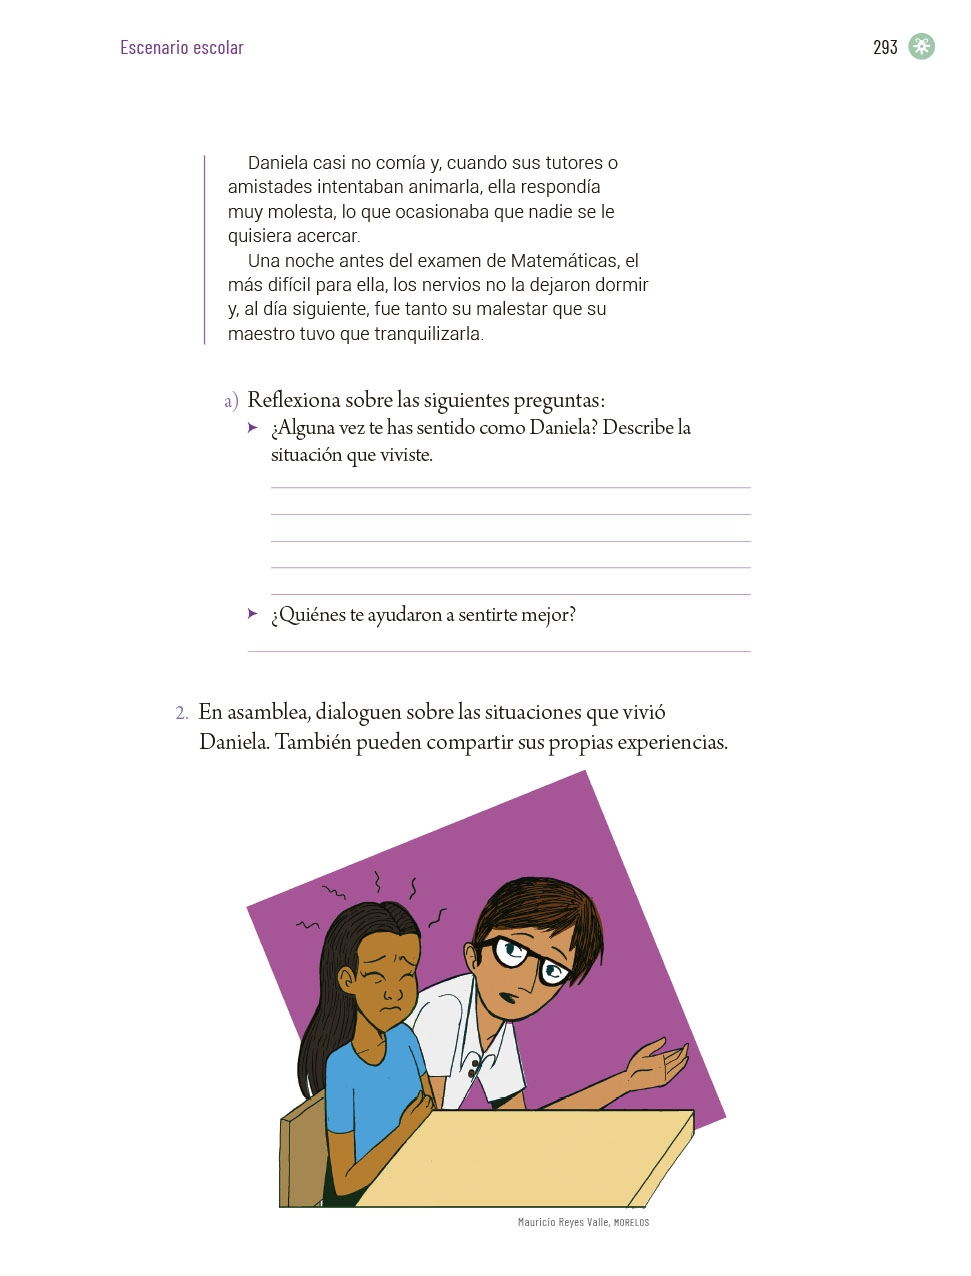 Escenario escolar
293
Daniela casi no comía y, cuando sus tutores o
amistades intentaban animarla, ella respondía
muy molesta, lo que ocasionaba que nadie se le
quisiera acercar.
Una noche antes del examen de Matemáticas, el
más difícil para ella, los nervios no la dejaron dormir
y, al día siguiente, fue tanto su malestar que su
maestro tuvo que tranquilizarla.
a) Reflexiona sobre las siguientes preguntas:
➤ ¿Alguna vez te has sentido como Daniela? Describe la
situación que viviste.
➤ ¿Quiénes te ayudaron a sentirte mejor?
2. En asamblea, dialoguen sobre las situaciones que vivió
Daniela. También pueden compartir sus propias experiencias.
Mauricio Reyes Valle, MORELOS